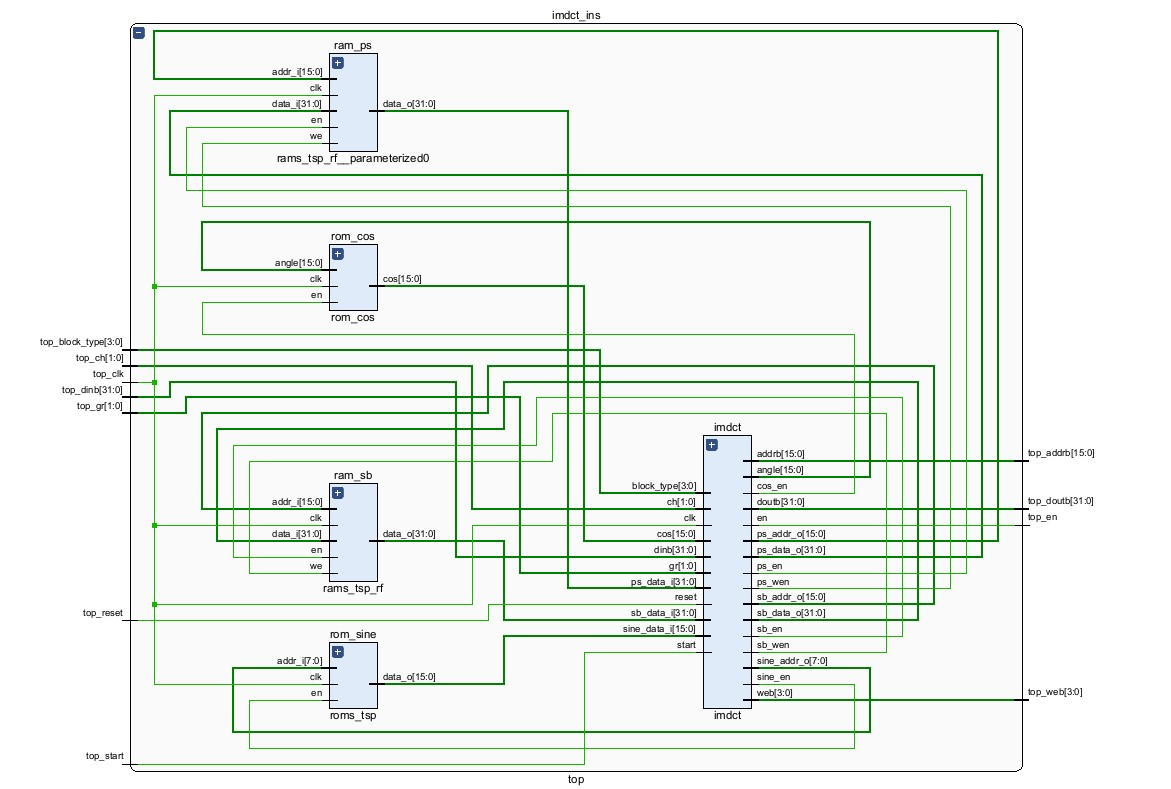 imdct_ins
ram_ps
addr_i[15:0]
clk
data_i[31:0]
en
we
data_o[31:0]
rams_tsp_rf__parameterized0
rom_cos
angle[15:0]
clk
en
cos[15:0]
rom_cos
top_block_type[3:0]
top_ch[1:0]
top_clk
top_dinb[31:0]
top_gr[1:0]
ram_sb
addr_i[15:0]
clk
data_i[31:0]
en
we
data_o[31:0]
rams_tsp_rf
top_reset
rom_sine
addr_i[7:0]
clk
en
data_o[15:0]
roms_tsp
top_start
imdct
block_type[3:0]
ch[1:0]
clk
cos[15:0]
dinb[31:0]
gr[1:0]
ps_data_i[31:0]
reset
sb_data_i[31:0]
sine_data_i[15:0]
start
addrb[15:0]
angle[15:0]
cos_en
doutb[31:0]
en
ps_addr_o[15:0]
ps_data_o[31:0]
ps_en
ps_wen
sb_addr_o[15:0]
sb_data_o[31:0]
sb_en
sb_wen
sine_addr_o[7:0]
sine_en
web[3:0]
imdct
top_addrb[15:0]
top_doutb[31:0]
top_en
top_web[3:0]
top